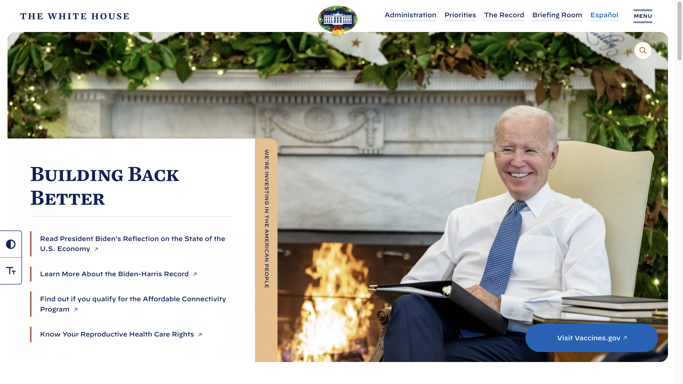 THE WHITE HOUSE
Administration
Priorities
The Record
Briefing Room
Español
MENU
BUILDING BACK
BETTER
WE'RE INVESTING IN THE AMERICAN PEOPLE
Read President Biden's Reflection on the State of the
U.S. Economy ↗
Learn More About the Biden-Harris Record ↗
Find out if you qualify for the Affordable Connectivity
Program ↗
Know Your Reproductive Health Care Rights ↗
Tт
Visit Vaccines.gov ↗